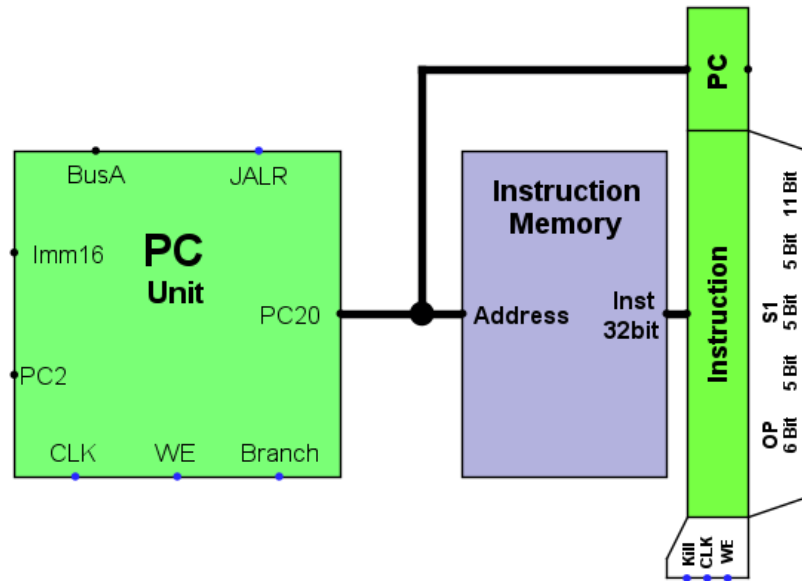 PC
BusA
JALR
Imm16
PC
Unit
PC20
PC2
CLK
WE
Branch
Instruction
Memory
Address
Inst
32bit
Instruction
11 Bit
5 Bit
S1
5 Bit
5 Bit
OP
6 Bit
Kill
CLK
WE